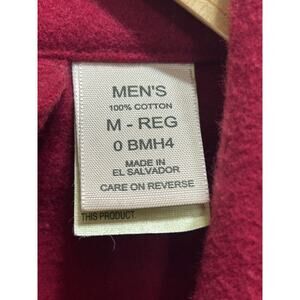 MEN'S
100% COTTON
M - REG
0 BMH4
MADE IN
EL SALVADOR
CARE ON REVERSE
THIS PRODUCT